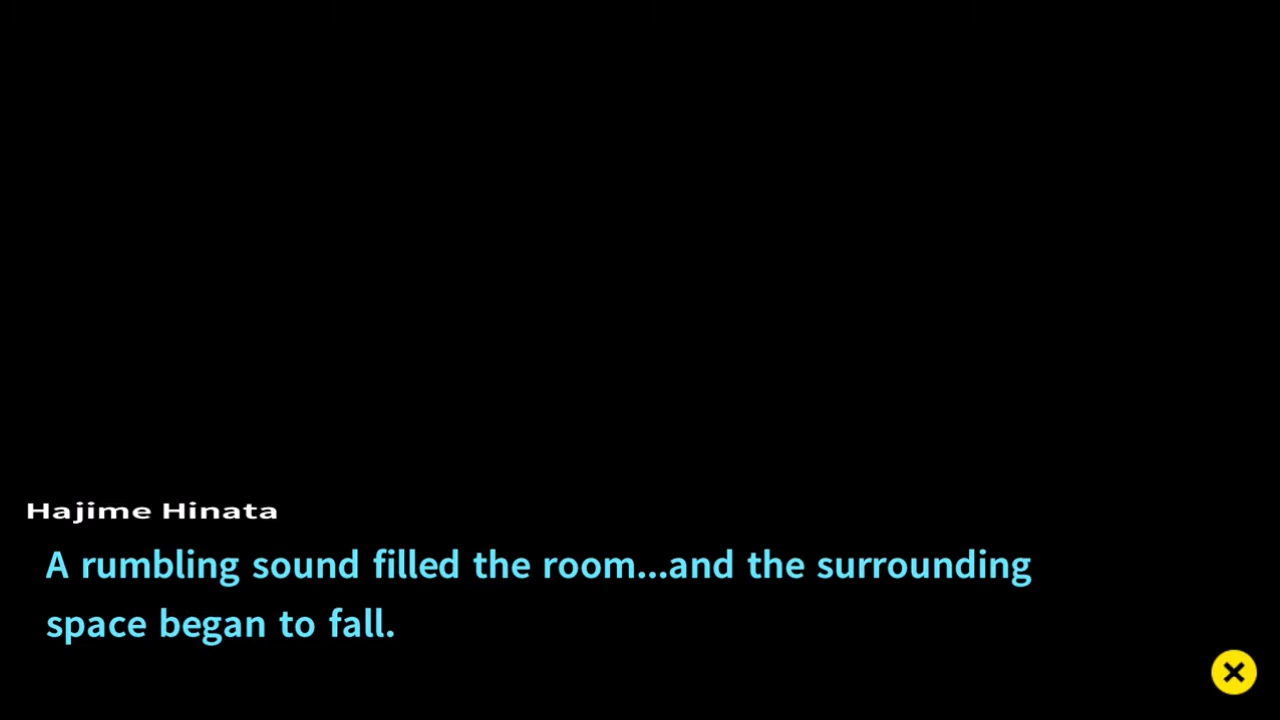 Hajime Hinata
A rumbling sound filled the room...and the surrounding
space began to fall.